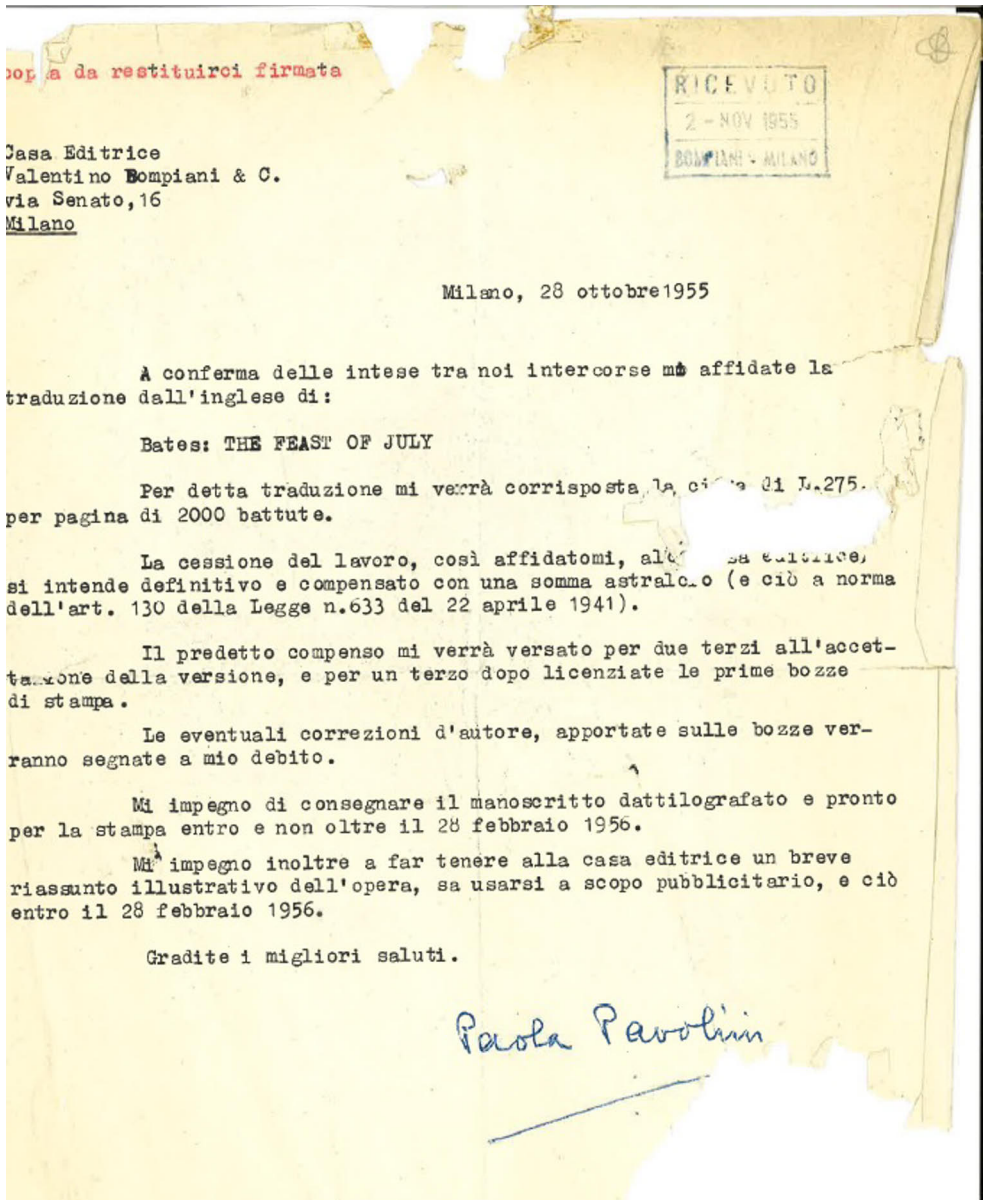 da restituirci firmata
RICEVUTO
2 - NOV 1955
BOMPIANI - MILANO
Casa Editrice
Valentino Bompiani & C.
via Senato,16
Milano
Milano, 28 ottobre1955
A conferma delle intese tra noi intercorse mi affidate la
traduzione dall'inglese di:
Bates: THE FEAST OF JULY
Per detta traduzione mi verrà corrisposta la di L.275.
per pagina di 2000 battute.
La cessione del lavoro, così affidatomi, editrice,
si intende definitivo e compensato con una somma astralcio (e ciò a norma
dell'art. 130 della Legge n.633 del 22 aprile 1941).
Il predetto compenso mi verrà versato per due terzi all'accet-
tazione della versione, e per un terzo dopo licenziate le prime bozze
di stampa.
Le eventuali correzioni d'autore, apportate sulle bozze ver-
ranno segnate a mio debito.
Mi impegno di consegnare il manoscritto dattilografato e pronto
per la stampa entro e non oltre il 28 febbraio 1956.
Mi impegno inoltre a far tenere alla casa editrice un breve
riassunto illustrativo dell'opera, sa usarsi a scopo pubblicitario, e ciò
entro il 28 febbraio 1956.
Gradite i migliori saluti.
Paola Pavolini